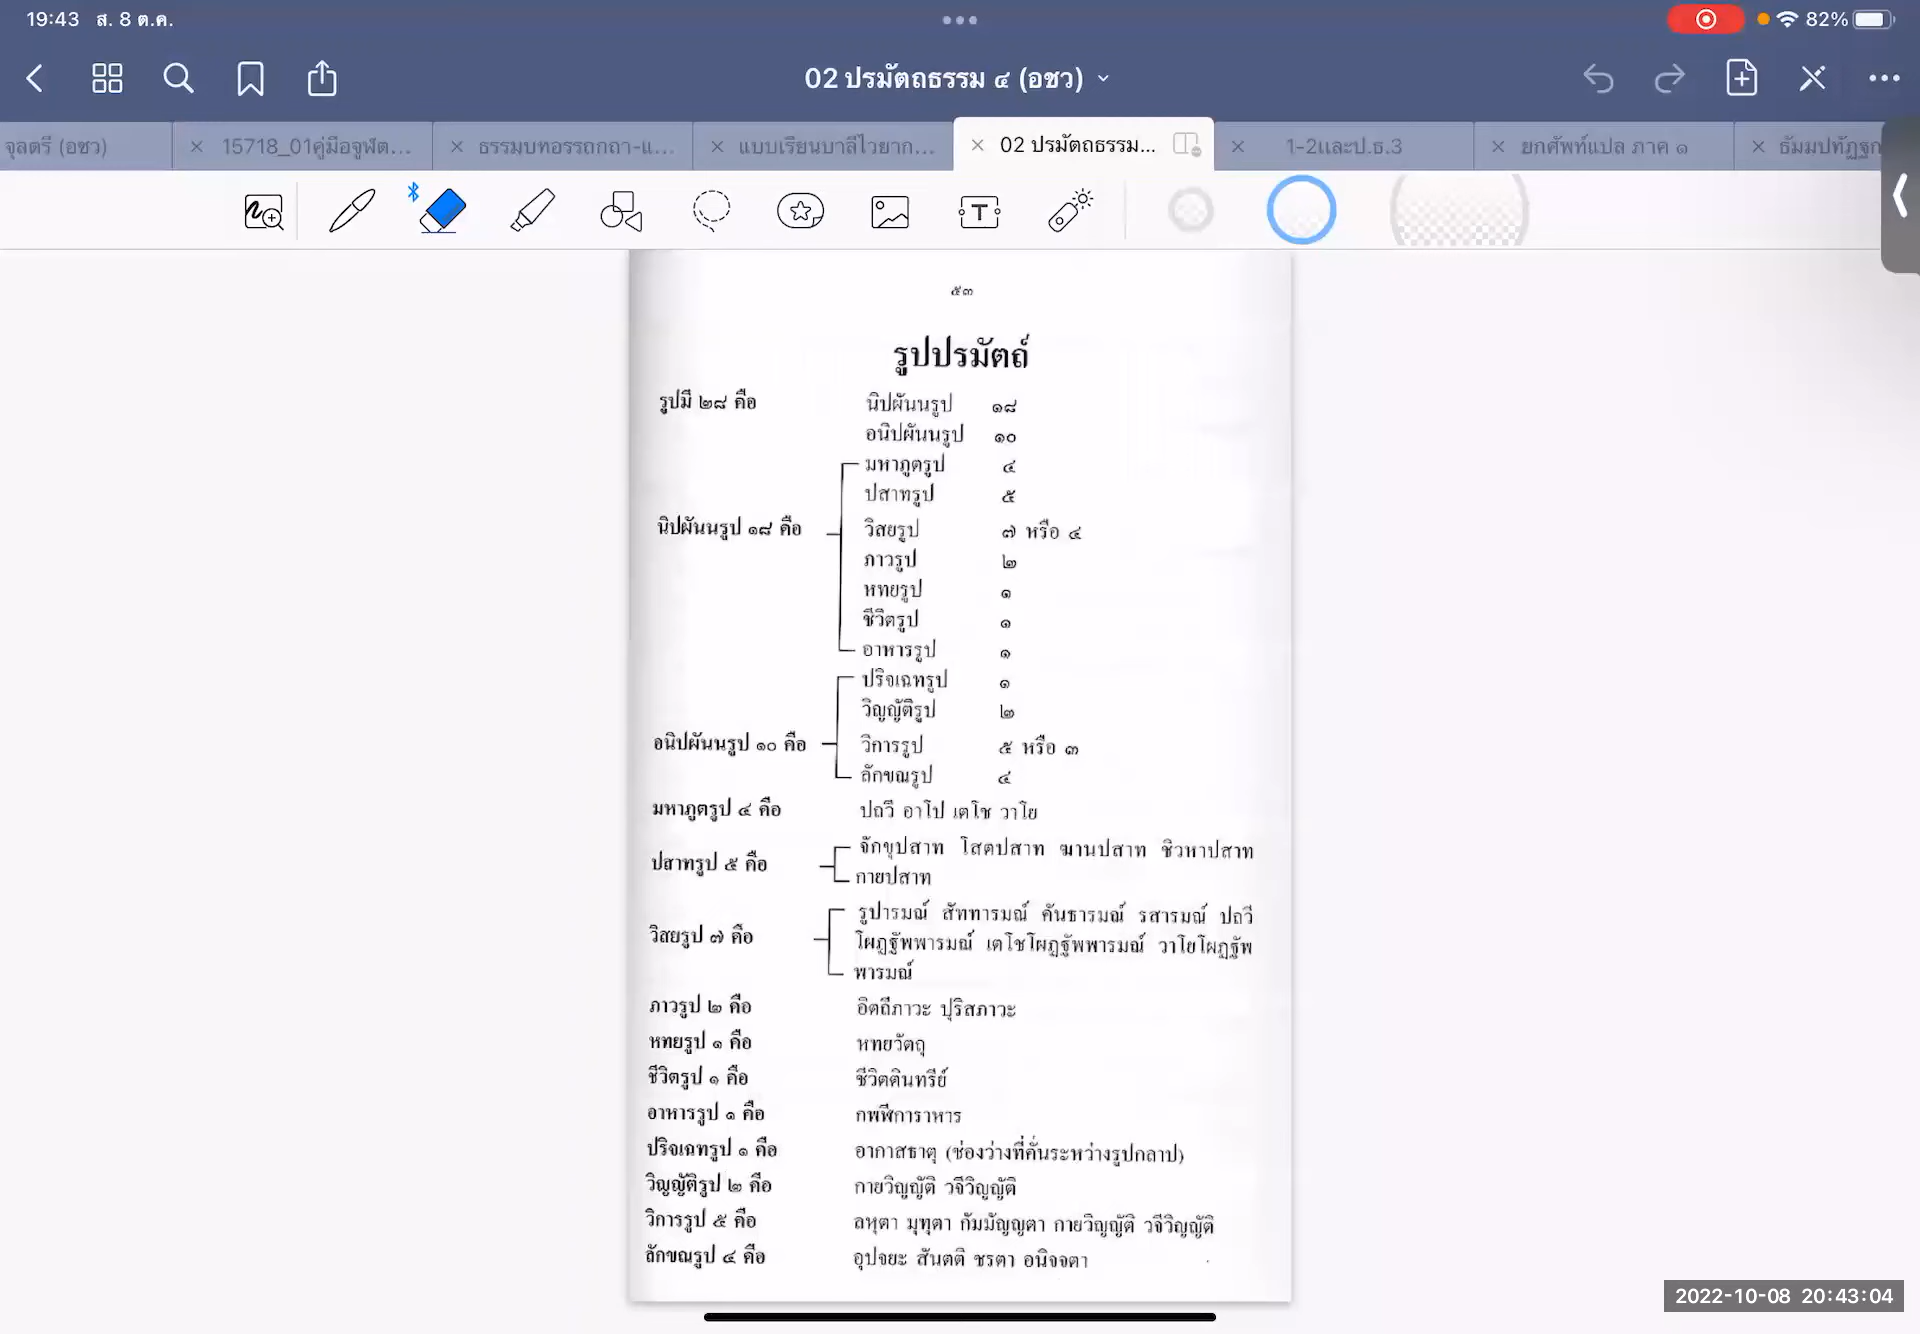 19:43 ส. 8 ต.ค.
82%
02 ปรมัตถธรรม ๔ (อชว)
จุลตรี (อชว)
15718_01คู่มือจูฬต...
ธรรมบทอรรถกถา-แ...
แบบเรียนบาลีไวยาก...
02 ปรมัตถธรรม...
1-2และป.ธ.3
ยกศัพท์แปล ภาค ๑
ธัมมปทัฏฐก
T
๕๓
รูปปรมัตถ์
รูปมี ๒๘ คือ นิปผันนรูป ๑๘
อนิปผันนรูป ๑๐
มหาภูตรูป ๔
ปสาทรูป ๕
นิปผันนรูป ๑๘ คือ วิสยรูป ๗ หรือ ๔
ภาวรูป ๒
หทยรูป ๑
ชีวิตรูป ๑
อาหารรูป ๑
ปริจเฉทรูป ๑
วิญญัติรูป ๒
อนิปผันนรูป ๑๐ คือ วิการรูป ๕ หรือ ๓
ลักขณรูป ๔
มหาภูตรูป ๔ คือ ปถวี อาโป เตโช วาโย
ปสาทรูป ๕ คือ จักขุปสาท โสตปสาท ฆานปสาท ชิวหาปสาท
กายปสาท
วิสยรูป ๗ คือ รูปารมณ์ สัททารมณ์ คันธารมณ์ รสารมณ์ ปถวี
โผฏฐัพพารมณ์ เตโชโผฏฐัพพารมณ์ วาโยโผฏฐัพ
พารมณ์
ภาวรูป ๒ คือ อิตถีภาวะ ปุริสภาวะ
หทยรูป ๑ คือ หทยวัตถุ
ชีวิตรูป ๑ คือ ชีวิตตินทรีย์
อาหารรูป ๑ คือ กพฬีการาหาร
ปริจเฉทรูป ๑ คือ อากาสธาตุ (ช่องว่างที่คั่นระหว่างรูปกลาป)
วิญญัติรูป ๒ คือ กายวิญญัติ วจีวิญญัติ
วิการรูป ๕ คือ ลหุตา มุทุตา กัมมัญญตา กายวิญญัติ วจีวิญญัติ
ลักขณรูป ๔ คือ อุปจยะ สันตติ ชรตา อนิจจตา
2022-10-08 20:43:04